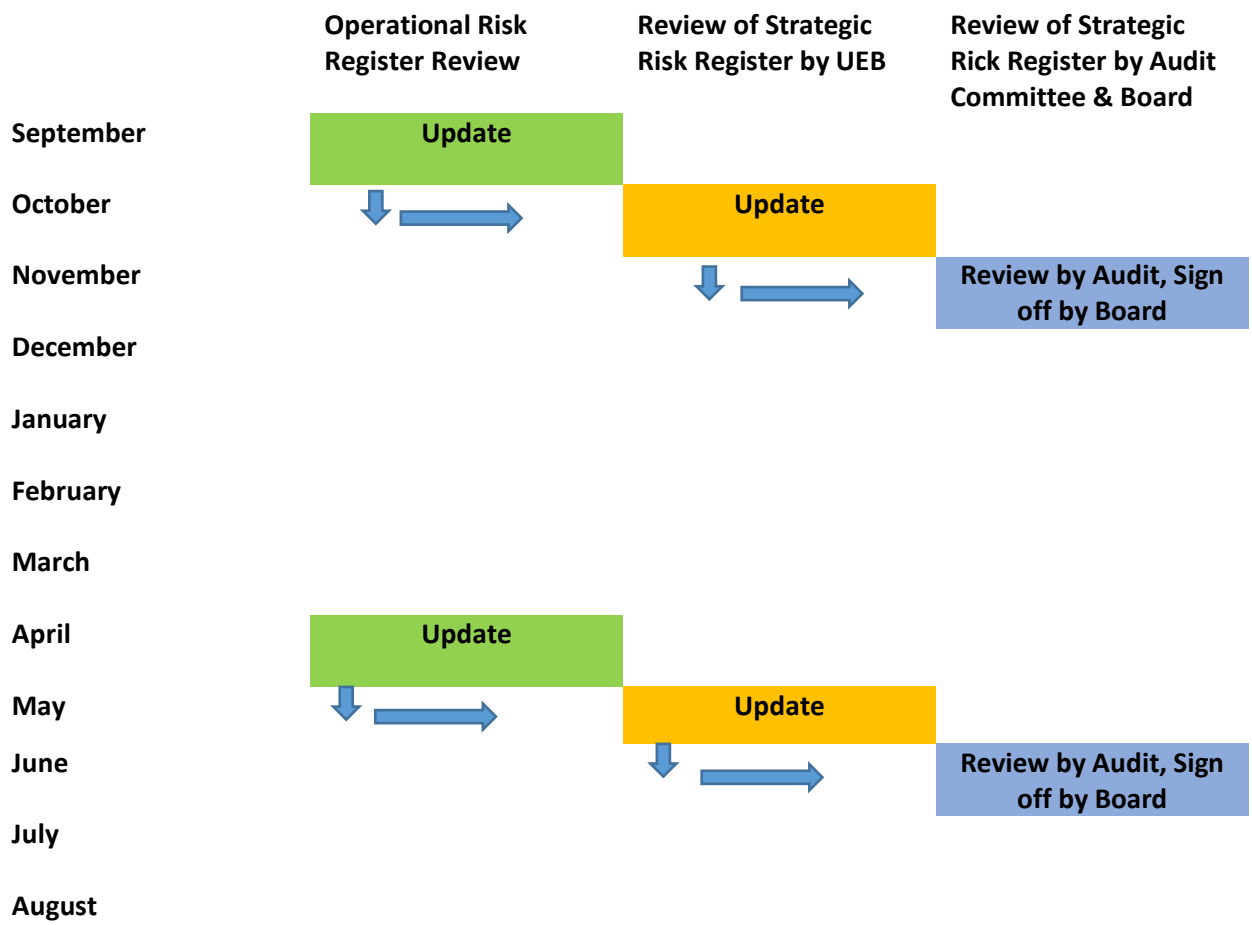 Operational Risk
Register Review
Review of Strategic
Risk Register by UEB
Review of Strategic
Rick Register by Audit
Committee & Board
September
Update
October
Update
November
Review by Audit, Sign
off by Board
December
January
February
March
April
Update
May
Update
June
Review by Audit, Sign
off by Board
July
August